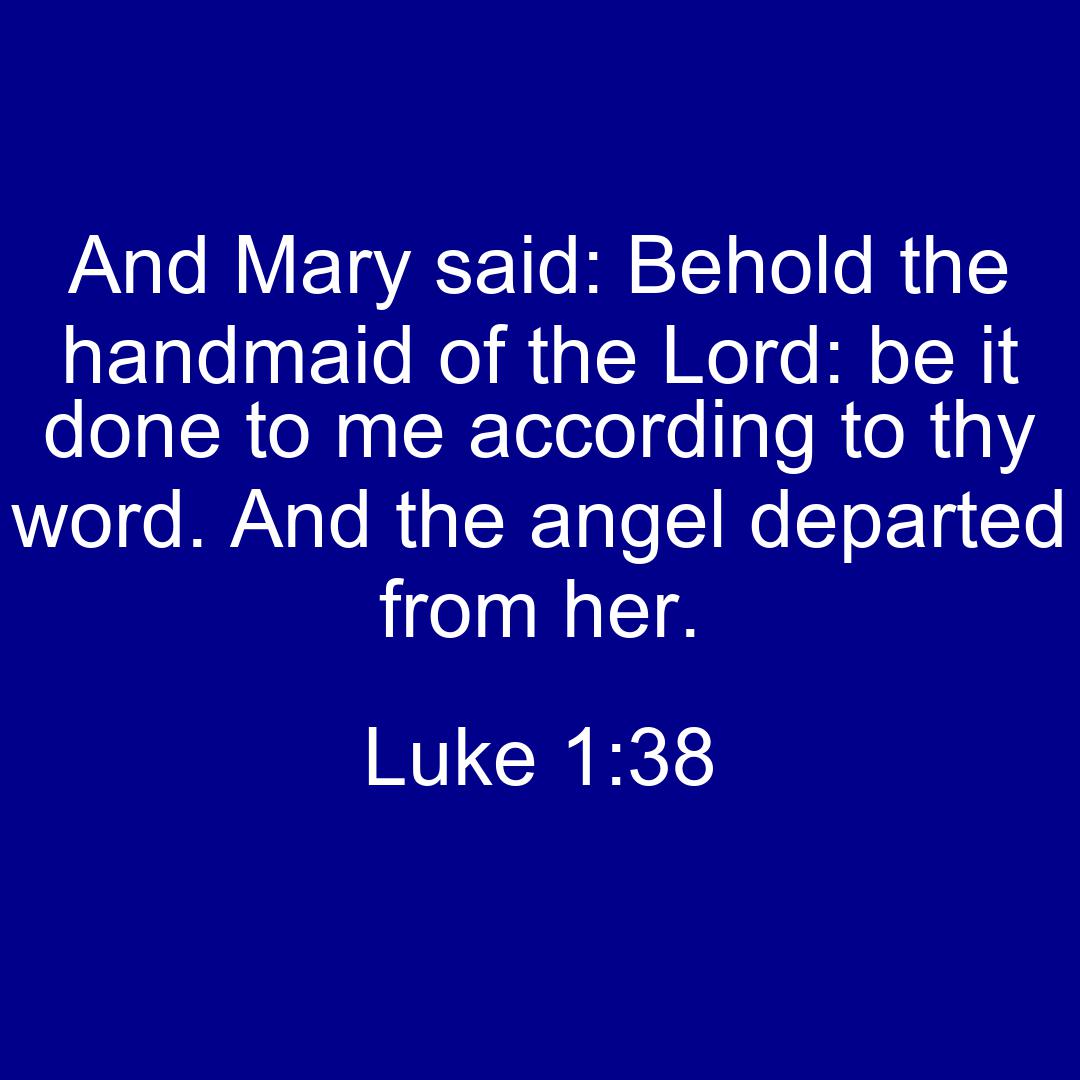 And Mary said: Behold the
handmaid of the Lord: be it
done to me according to thy
word. And the angel departed
from her.
Luke 1:38